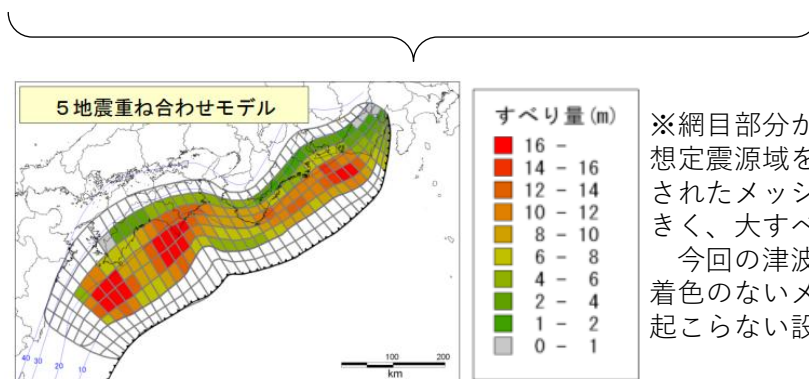 5地震重ね合わせモデル
40 30 20 10
100 200
km
すべり量(m)
16 -
14 - 16
12 - 14
10 - 12
8 - 10
6 - 8
4 - 6
2 - 4
1 - 2
0 - 1
※網目部分が
想定震源域を
されたメッシ
きく、大すべ
今回の津波
着色のないメ
起こらない設